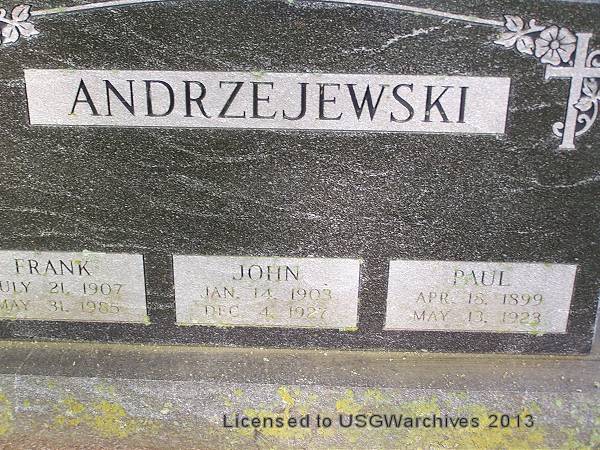 ANDRZEJEWSKI
FRANK
JULY 21, 1907
MAY 31, 1985
JOHN
JAN. 14, 1903
DEC. 4, 1927
PAUL
APR. 18, 1899
MAY 13, 1923
Licensed to USGWarchives 2013